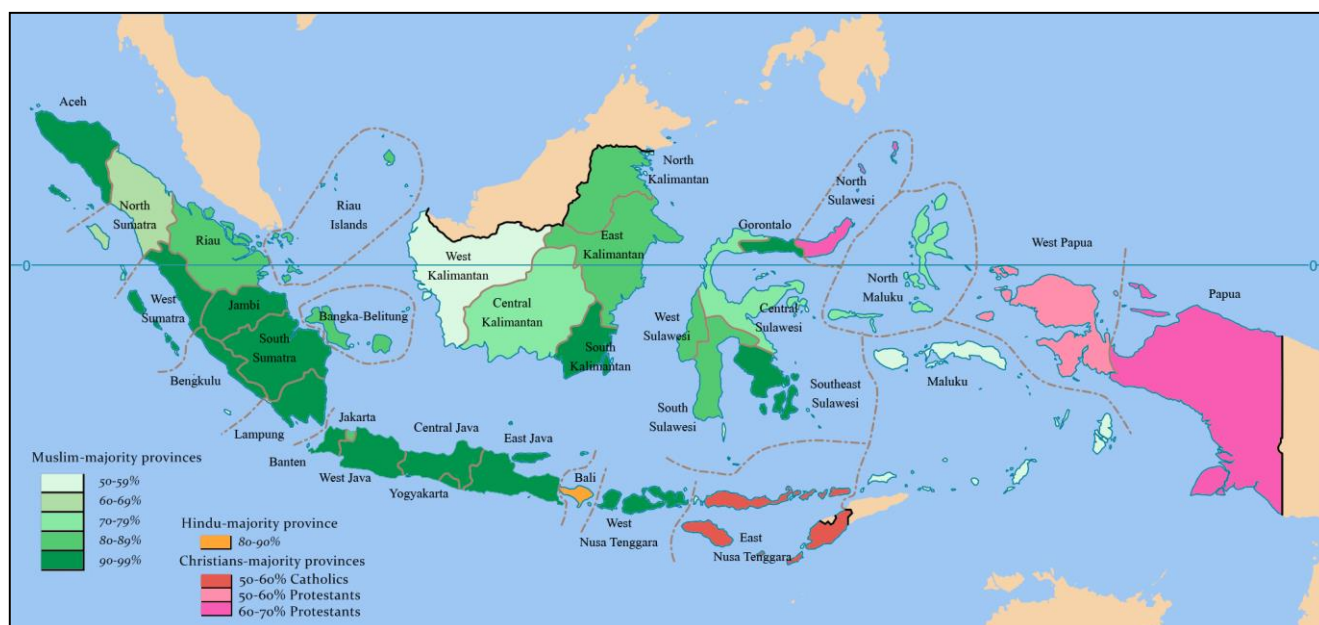 Aceh
North
Sumatra
Riau
Riau
Islands
West
Sumatra
Jambi
South
Sumatra
Bengkulu
Lampung
Bangka-Belitung
West
Kalimantan
Central
Kalimantan
South
Kalimantan
East
Kalimantan
North
Kalimantan
Gorontalo
North
Sulawesi
Central
Sulawesi
West
Sulawesi
South
Sulawesi
Southeast
Sulawesi
North
Maluku
Maluku
West Papua
Papua
0
0
Jakarta
Banten
West Java
Central Java
Yogyakarta
East Java
Bali
West
Nusa Tenggara
East
Nusa Tenggara
Muslim-majority provinces
50-59%
60-69%
70-79%
80-89%
90-99%
Hindu-majority province
80-90%
Christians-majority provinces
50-60% Catholics
50-60% Protestants
60-70% Protestants